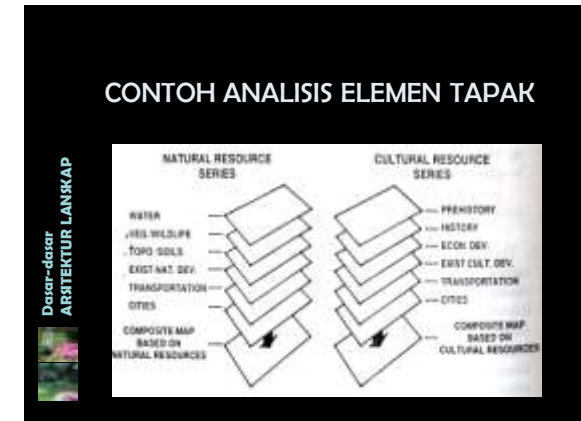 CONTOH ANALISIS ELEMEN TAPAK
Dasar-dasar
ARSITEKTUR LANSKAP
NATURAL RESOURCE
SERIES
WATER
VEG./WILDLIFE
TOPO/SOILS
EXIST NAT. DEV.
TRANSPORTATION
CITIES
COMPOSITE MAP
BASED ON
NATURAL RESOURCES
CULTURAL RESOURCE
SERIES
PREHISTORY
HISTORY
ECON. DEV.
EXIST CULT. DEV.
TRANSPORTATION
CITIES
COMPOSITE MAP
BASED ON
CULTURAL RESOURCES